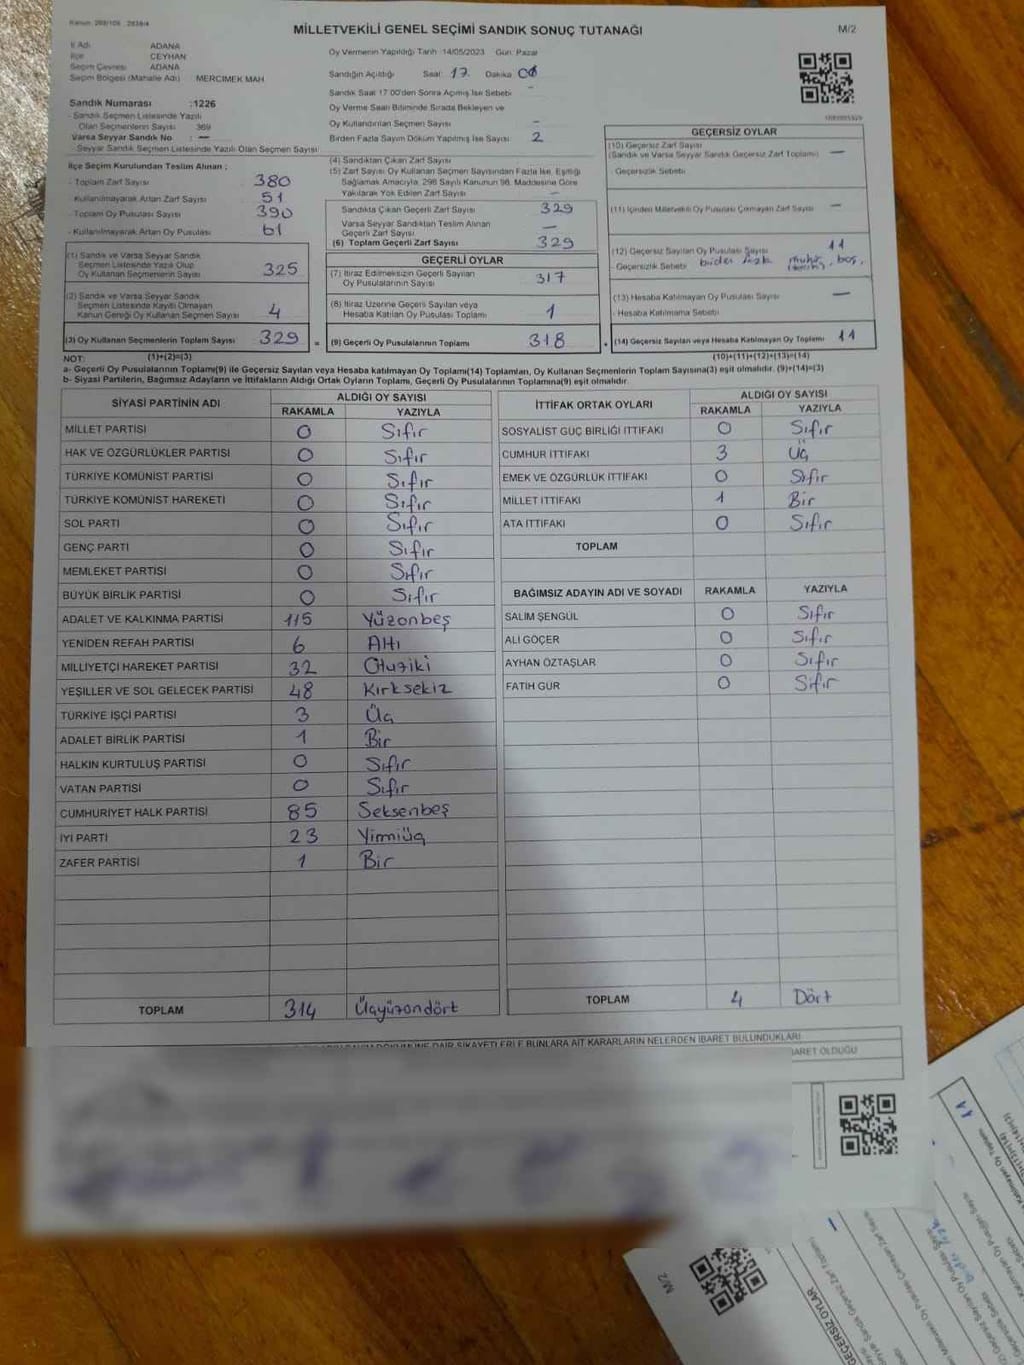 MİLLETVEKİLİ GENEL SEÇİMİ SANDIK SONUÇ TUTANAĞI
M/2
İl Adı ADANA
İlçe CEYHAN
Seçim Çevresi ADANA
Seçim Bölgesi (Mahalle Adı) MERCIMEK MAH
Oy Vermenin Yapıldığı Tarih 14/05/2023 Gün: Pazar
Sandığın Açıldığı Saat 17. Dakika
Sandık Saat 17:00'den Sonra Açılmış İse Sebebi –
Oy Verme Saati Bitiminde Sırada Bekleyen ve
Oy Kullandırılan Seçmen Sayısı –
Birden Fazla Sayım Döküm Yapılmış İse Sayısı 2
Sandık Numarası :1226
- Sandık Seçmen Listesinde Yazılı
Olan Seçmenlerin Sayısı 369
Varsa Seyyar Sandık No : —
- Seyyar Sandık Seçmen Listesinde Yazılı Olan Seçmen Sayısı:
İlçe Seçim Kurulundan Teslim Alınan :
- Toplam Zarf Sayısı 380
- Kullanılmayarak Artan Zarf Sayısı 51
- Toplam Oy Pusulası Sayısı 390
- Kullanılmayarak Artan Oy Pusulası 61
(1) Sandık ve Varsa Seyyar Sandık
Seçmen Listesinde Yazılı Olup
Oy Kullanan Seçmenlerin Sayısı 325
(2) Sandık ve Varsa Seyyar Sandık
Seçmen Listesinde Kayıtlı Olmayan
Kanun Gereği Oy Kullanan Seçmen Sayısı 4
(3) Oy Kullanan Seçmenlerin Toplam Sayısı 329
(4) Sandıktan Çıkan Zarf Sayısı
(5) Zarf Sayısı Oy Kullanan Seçmen Sayısından Fazla İse, Eşitliği
Sağlamak Amacıyla, 298 Sayılı Kanunun 98. Maddesine Göre
Yakılarak Yok Edilen Zarf Sayısı –
Sandıkta Çıkan Geçerli Zarf Sayısı 329
Varsa Seyyar Sandıktan Teslim Alınan
Geçerli Zarf Sayısı —
(6) Toplam Geçerli Zarf Sayısı 329
GEÇERLİ OYLAR
(7) İtiraz Edilmeksizin Geçerli Sayılan
Oy Pusulalarının Sayısı 317
(8) İtiraz Üzerine Geçerli Sayılan veya
Hesaba Katılan Oy Pusulası Toplamı 1
= (9) Geçerli Oy Pusulalarının Toplamı 318
GEÇERSİZ OYLAR
(10) Geçersiz Zarf Sayısı
(Sandık ve Varsa Seyyar Sandık Geçersiz Zarf Toplamı) —
- Geçersizlik Sebebi
(11) İçinden Milletvekili Oy Pusulası Çıkmayan Zarf Sayısı —
(12) Geçersiz Sayılan Oy Pusulası Sayısı 11
- Geçersizlik Sebebi boş,
(13) Hesaba Katılmayan Oy Pusulası Sayısı —
- Hesaba Katılmama Sebebi
(14) Geçersiz Sayılan veya Hesaba Katılmayan Oy Toplamı 11
NOT: (1)+(2)=(3) (10)+(11)+(12)+(13)=(14)
a- Geçerli Oy Pusulalarının Toplamı(9) ile Geçersiz Sayılan veya Hesaba katılmayan Oy Toplam(14) Toplamları, Oy Kullanan Seçmenlerin Toplam Sayısına(3) eşit olmalıdır. (9)+(14)=(3)
b- Siyasi Partilerin, Bağımsız Adayların ve İttifakların Aldığı Ortak Oyların Toplamı, Geçerli Oy Pusulalarının Toplamına(9) eşit olmalıdır.
SİYASİ PARTİNİN ADI ALDIĞI OY SAYISI
RAKAMLA YAZIYLA
MİLLET PARTİSİ 0 Sıfır
HAK VE ÖZGÜRLÜKLER PARTİSİ 0 Sıfır
TÜRKİYE KOMÜNİST PARTİSİ 0 Sıfır
TÜRKİYE KOMÜNİST HAREKETİ 0 Sıfır
SOL PARTİ 0 Sıfır
GENÇ PARTİ 0 Sıfır
MEMLEKET PARTİSİ 0 Sıfır
BÜYÜK BİRLİK PARTİSİ 0 Sıfır
ADALET VE KALKINMA PARTİSİ 115 Yüzonbeş
YENİDEN REFAH PARTİSİ 6 Altı
MİLLİYETÇİ HAREKET PARTİSİ 32 Otuziki
YEŞİLLER VE SOL GELECEK PARTİSİ 48 Kırksekiz
TÜRKİYE İŞÇİ PARTİSİ 3 Üç
ADALET BİRLİK PARTİSİ 1 Bir
HALKIN KURTULUŞ PARTİSİ 0 Sıfır
VATAN PARTİSİ 0 Sıfır
CUMHURİYET HALK PARTİSİ 85 Seksenbeş
İYİ PARTİ 23 Yirmiüç
ZAFER PARTİSİ 1 Bir
TOPLAM 314 Üçyüzondört
İTTİFAK ORTAK OYLARI ALDIĞI OY SAYISI
RAKAMLA YAZIYLA
SOSYALİST GÜÇ BİRLİĞİ İTTİFAKI 0 Sıfır
CUMHUR İTTİFAKI 3 Üç
EMEK VE ÖZGÜRLÜK İTTİFAKI 0 Sıfır
MİLLET İTTİFAKI 1 Bir
ATA İTTİFAKI 0 Sıfır
TOPLAM
BAĞIMSIZ ADAYIN ADI VE SOYADI RAKAMLA YAZIYLA
SALİM ŞENGÜL 0 Sıfır
ALİ GÖÇER 0 Sıfır
AYHAN ÖZTAŞLAR 0 Sıfır
FATİH GÜR 0 Sıfır
TOPLAM 4 Dört
DÖKÜMÜNE DAİR ŞİKAYETLERLE BUNLARA AİT KARARLARIN NELERDEN İBARET BULUNDUKLARI
İBARET OLDUĞU
M/2
GEÇERSİZ OYLAR
11